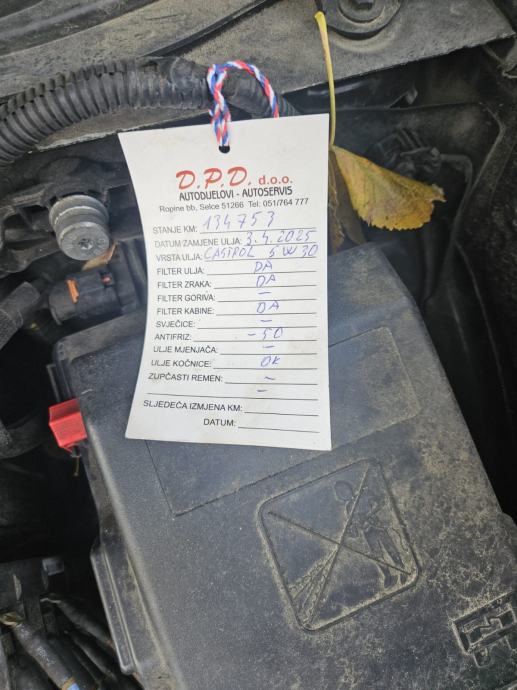 D.P.D. d.o.o.
AUTODIJELOVI - AUTOSERVIS
Ropine bb, Selce 51266 Tel: 051/764 777
STANJE KM: 134753
DATUM ZAMJENE ULJA: 3.4.2025
VRSTA ULJA: CASTROL 5W30
FILTER ULJA: DA
FILTER ZRAKA: DA
FILTER GORIVA: –
FILTER KABINE: DA
SVJEĆICE: –
ANTIFRIZ: -50
ULJE MJENJAČA: –
ULJE KOČNICE: OK
ZUPČASTI REMEN: ~
–
SLJEDEĆA IZMJENA KM:
DATUM: